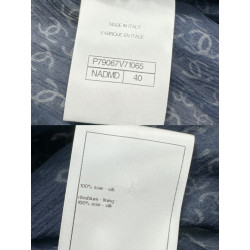 MADE IN ITALY
FABRIQUE EN ITALIE
P79067V71065
NADMD 40
100% soie - silk
doublure - lining
100% soie - silk